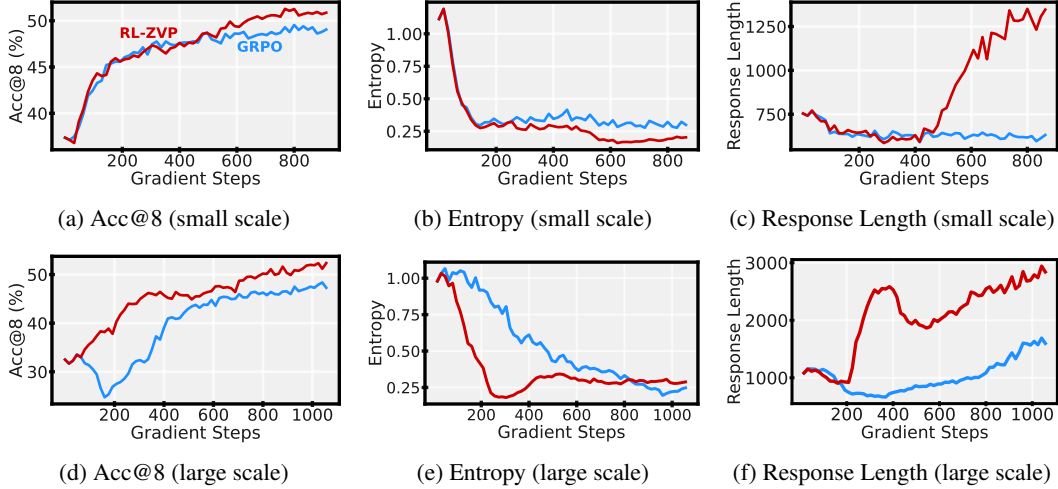 Acc@8 (%)
50
45
40
RL-ZVP
GRPO
200 400 600 800
Gradient Steps
(a) Acc@8 (small scale)
Entropy
1.00
0.75
0.50
0.25
200 400 600 800
Gradient Steps
(b) Entropy (small scale)
Response Length
1250
1000
750
200 400 600 800
Gradient Steps
(c) Response Length (small scale)
Acc@8 (%)
50
40
30
200 400 600 800 1000
Gradient Steps
(d) Acc@8 (large scale)
Entropy
1.00
0.75
0.50
0.25
200 400 600 800 1000
Gradient Steps
(e) Entropy (large scale)
Response Length
3000
2000
1000
200 400 600 800 1000
Gradient Steps
(f) Response Length (large scale)